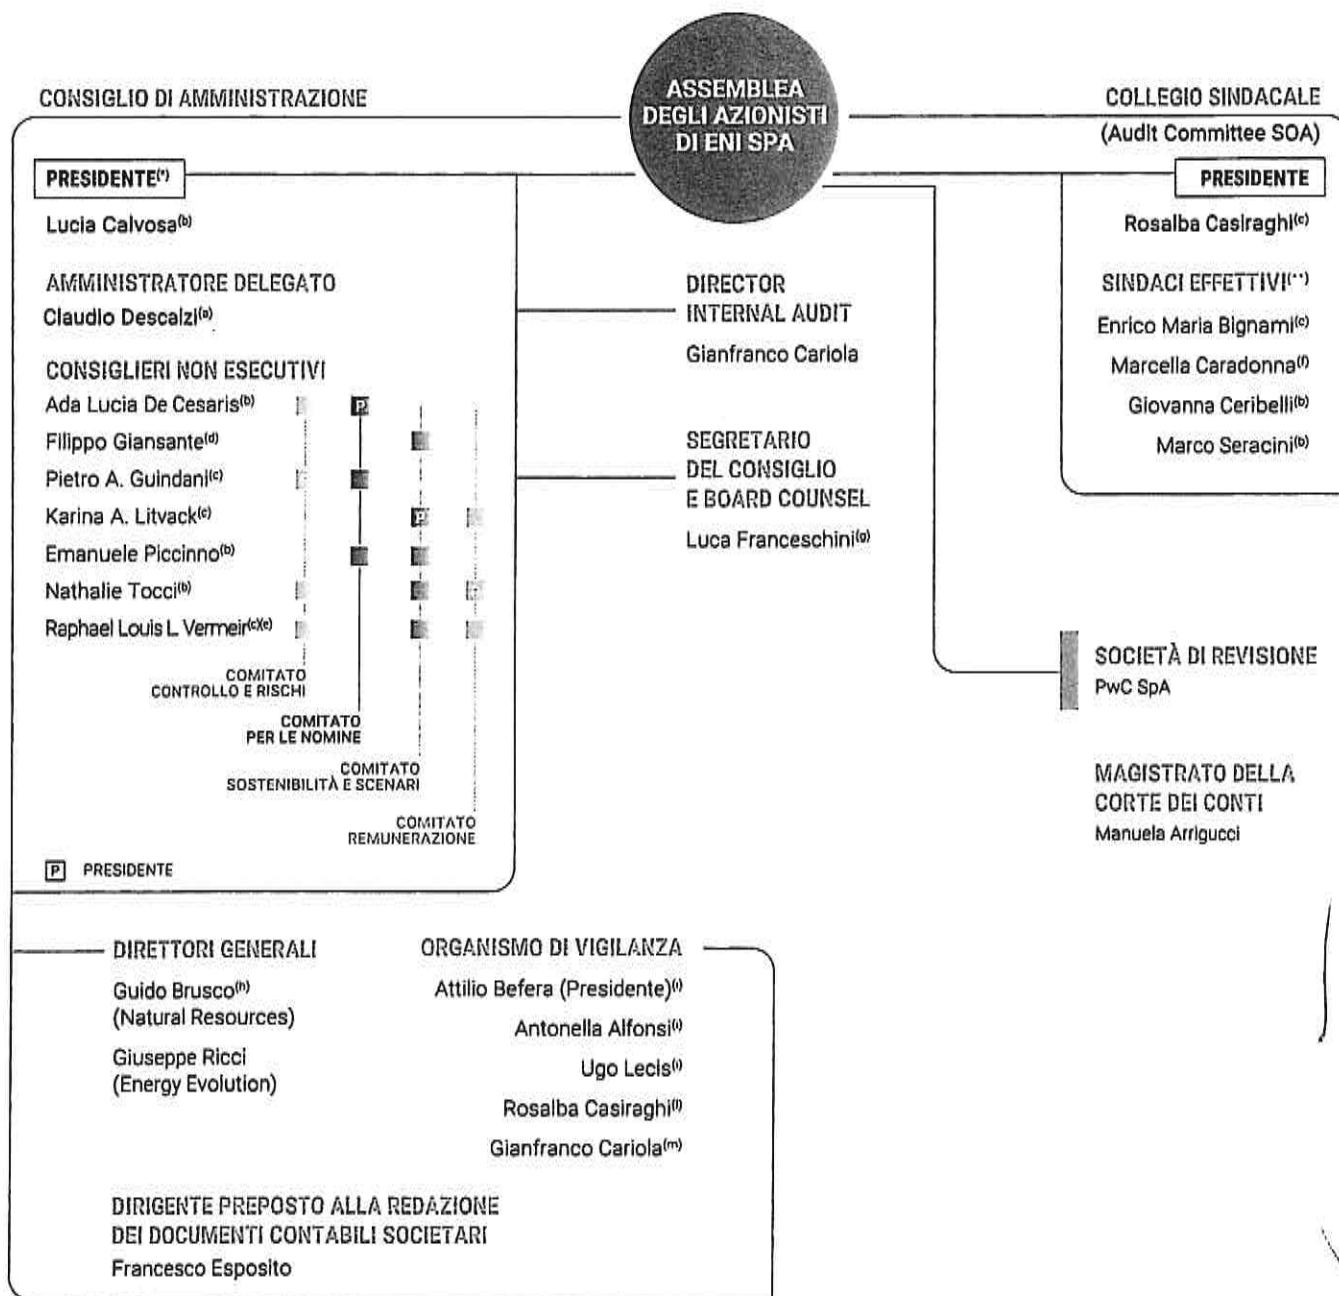 ASSEMBLEA
DEGLI AZIONISTI
DI ENI SPA
CONSIGLIO DI AMMINISTRAZIONE
PRESIDENTE(*)
Lucia Calvosa(b)
AMMINISTRATORE DELEGATO
Claudio Descalzi(a)
CONSIGLIERI NON ESECUTIVI
Ada Lucia De Cesaris(b) P
Filippo Giansante(d)
Pietro A. Guindani(c)
Karina A. Litvack(c) P
Emanuele Piccinno(b)
Nathalie Tocci(b)
Raphael Louis L. Vermeir(c)(e)
COMITATO
CONTROLLO E RISCHI
COMITATO
PER LE NOMINE
COMITATO
SOSTENIBILITÀ E SCENARI
COMITATO
REMUNERAZIONE
P PRESIDENTE
DIRECTOR
INTERNAL AUDIT
Gianfranco Cariola
SEGRETARIO
DEL CONSIGLIO
E BOARD COUNSEL
Luca Franceschini(g)
COLLEGIO SINDACALE
(Audit Committee SOA)
PRESIDENTE
Rosalba Casiraghi(c)
SINDACI EFFETTIVI(**)
Enrico Maria Bignami(c)
Marcella Caradonna(f)
Giovanna Ceribelli(b)
Marco Seracini(b)
SOCIETÀ DI REVISIONE
PwC SpA
MAGISTRATO DELLA
CORTE DEI CONTI
Manuela Arrigucci
DIRETTORI GENERALI
Guido Brusco(h)
(Natural Resources)
Giuseppe Ricci
(Energy Evolution)
ORGANISMO DI VIGILANZA
Attilio Befera (Presidente)(i)
Antonella Alfonsi(i)
Ugo Lecis(i)
Rosalba Casiraghi(l)
Gianfranco Cariola(m)
DIRIGENTE PREPOSTO ALLA REDAZIONE
DEI DOCUMENTI CONTABILI SOCIETARI
Francesco Esposito